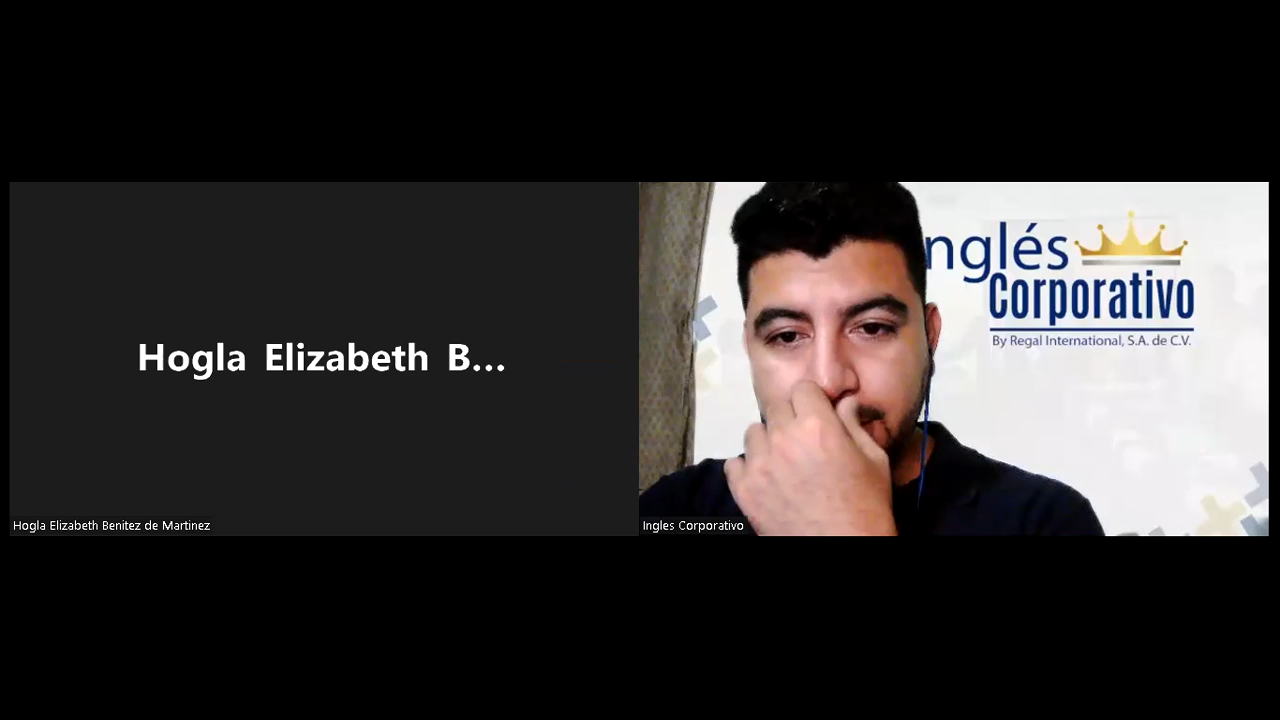 Hogla Elizabeth B...
Hogla Elizabeth Benitez de Martinez
nglés
Corporativo
By Regal International, S.A. de C.V.
Ingles Corporativo